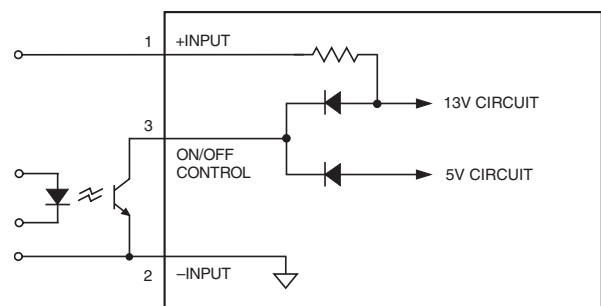 1 +INPUT
13V CIRCUIT
3
ON/OFF
CONTROL
5V CIRCUIT
2 –INPUT